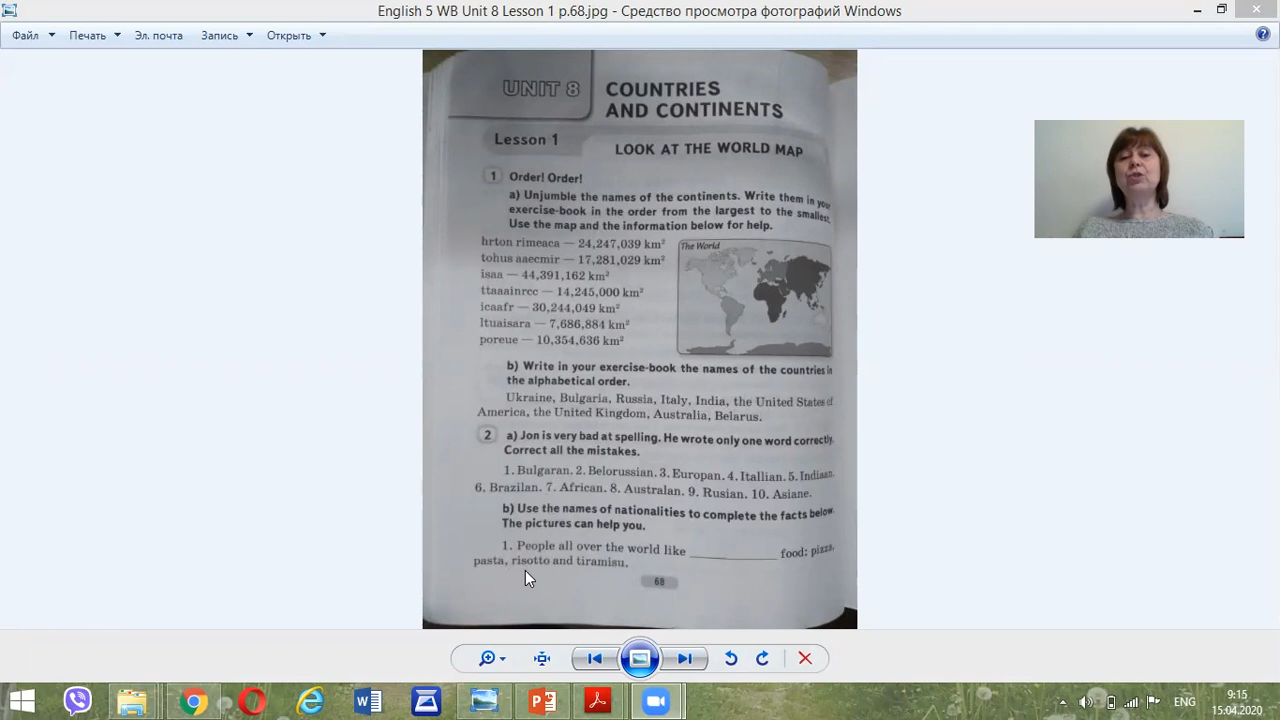 English 5 WB Unit 8 Lesson 1 p.68.jpg - Средство просмотра фотографий Windows
Файл Печать Эл. почта Запись Открыть
UNIT 8
COUNTRIES
AND CONTINENTS
Lesson 1
LOOK AT THE WORLD MAP
1 Order! Order!
a) Unjumble the names of the continents. Write them in your
exercise-book in the order from the largest to the smallest.
Use the map and the information below for help.
hrton rimeaca — 24,247,039 km²
The World
tohus aaecmir — 17,281,029 km²
isaa — 44,391,162 km²
ttaaainrcc — 14,245,000 km²
icaafr — 30,244,049 km²
ltuaisara — 7,686,884 km²
poreue — 10,354,636 km²
b) Write in your exercise-book the names of the countries in
the alphabetical order.
Ukraine, Bulgaria, Russia, Italy, India, the United States of
America, the United Kingdom, Australia, Belarus.
2 a) Jon is very bad at spelling. He wrote only one word correctly.
Correct all the mistakes.
1. Bulgaran. 2. Belorussian. 3. Europan. 4. Itallian. 5. Indiaan.
6. Brazilan. 7. African. 8. Australan. 9. Rusian. 10. Asiane.
b) Use the names of nationalities to complete the facts below.
The pictures can help you.
1. People all over the world like ____________ food: pizza,
pasta, risotto and tiramisu.
68
ENG
9:15
15.04.2020